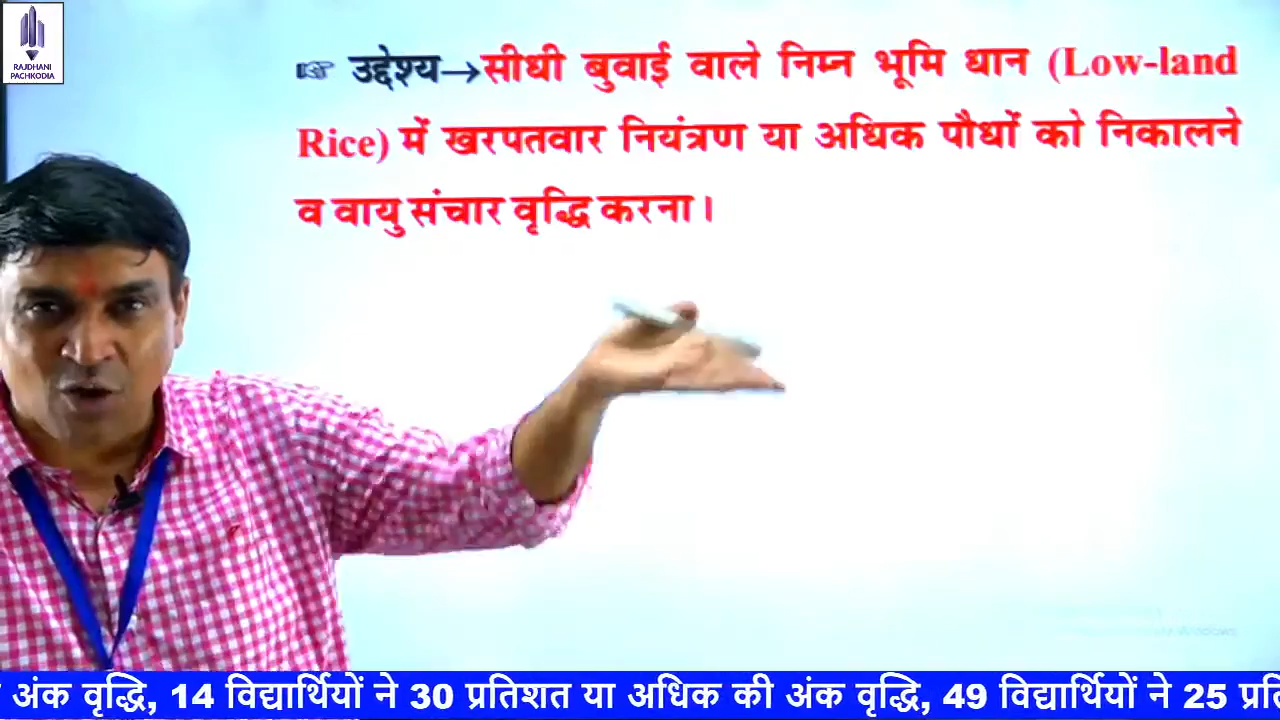 RAJDHANI
PACHKODIA
☞ उद्देश्य→सीधी बुवाई वाले निम्न भूमि धान (Low-land
Rice) में खरपतवार नियंत्रण या अधिक पौधों को निकालने
व वायु संचार वृद्धि करना।
अंक वृद्धि, 14 विद्यार्थियों ने 30 प्रतिशत या अधिक की अंक वृद्धि, 49 विद्यार्थियों ने 25